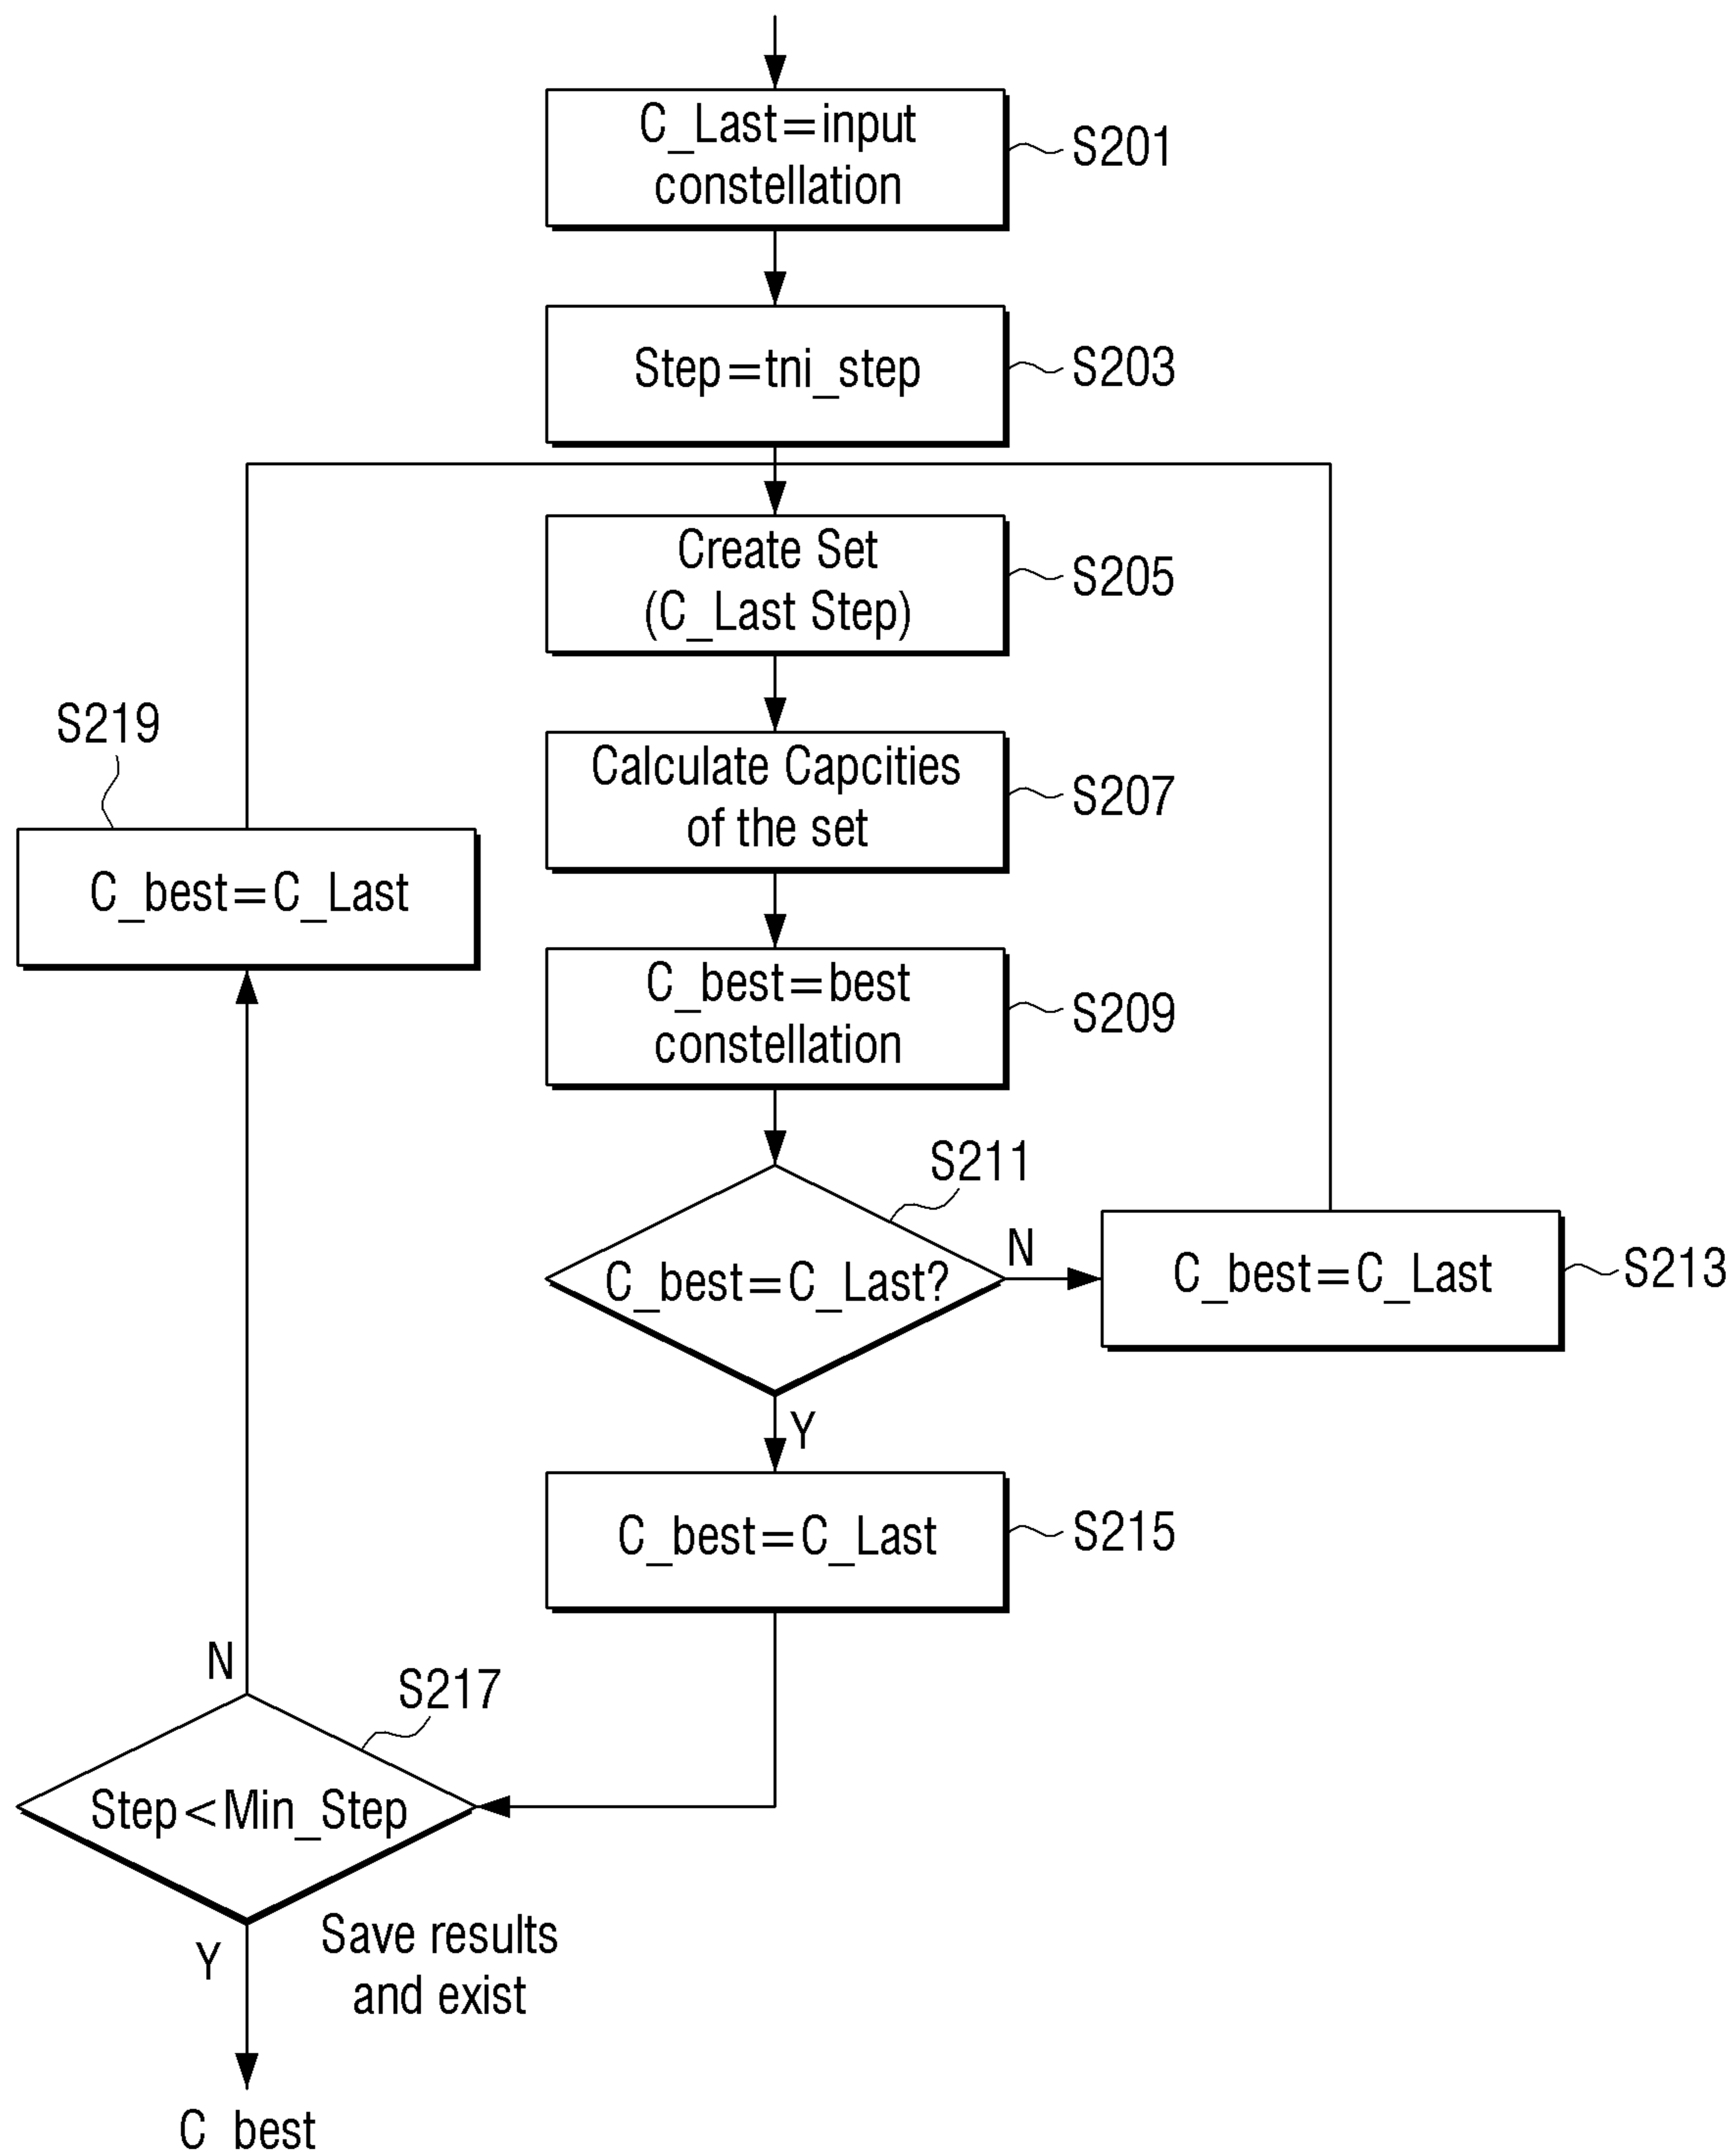 C_Last=input
constellation
S201
Step=tni_step
S203
Create Set
(C_Last Step)
S205
S219
Calculate Capcities
of the set
S207
C_best=C_Last
C_best=best
constellation
S209
S211
C_best=C_Last?
N
C_best=C_Last
S213
Y
C_best=C_Last
S215
N
S217
Step<Min_Step
Y
Save results
and exist
C best